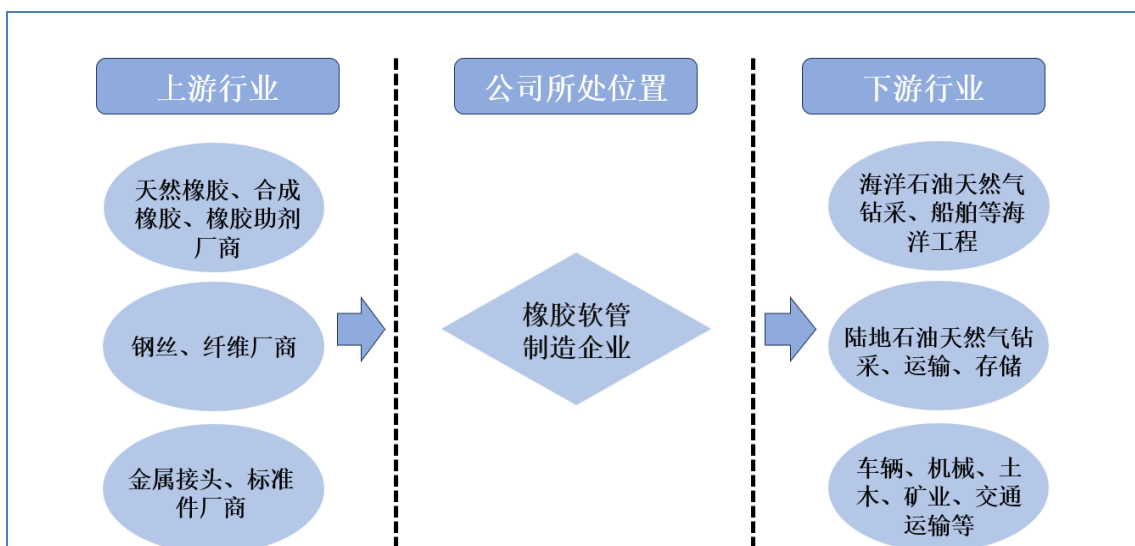 上游行业
公司所处位置
下游行业
天然橡胶、合成
橡胶、橡胶助剂
厂商
钢丝、纤维厂商
金属接头、标准
件厂商
橡胶软管
制造企业
海洋石油天然气
钻采、船舶等海
洋工程
陆地石油天然气钻
采、运输、存储
车辆、机械、土
木、矿业、交通
运输等